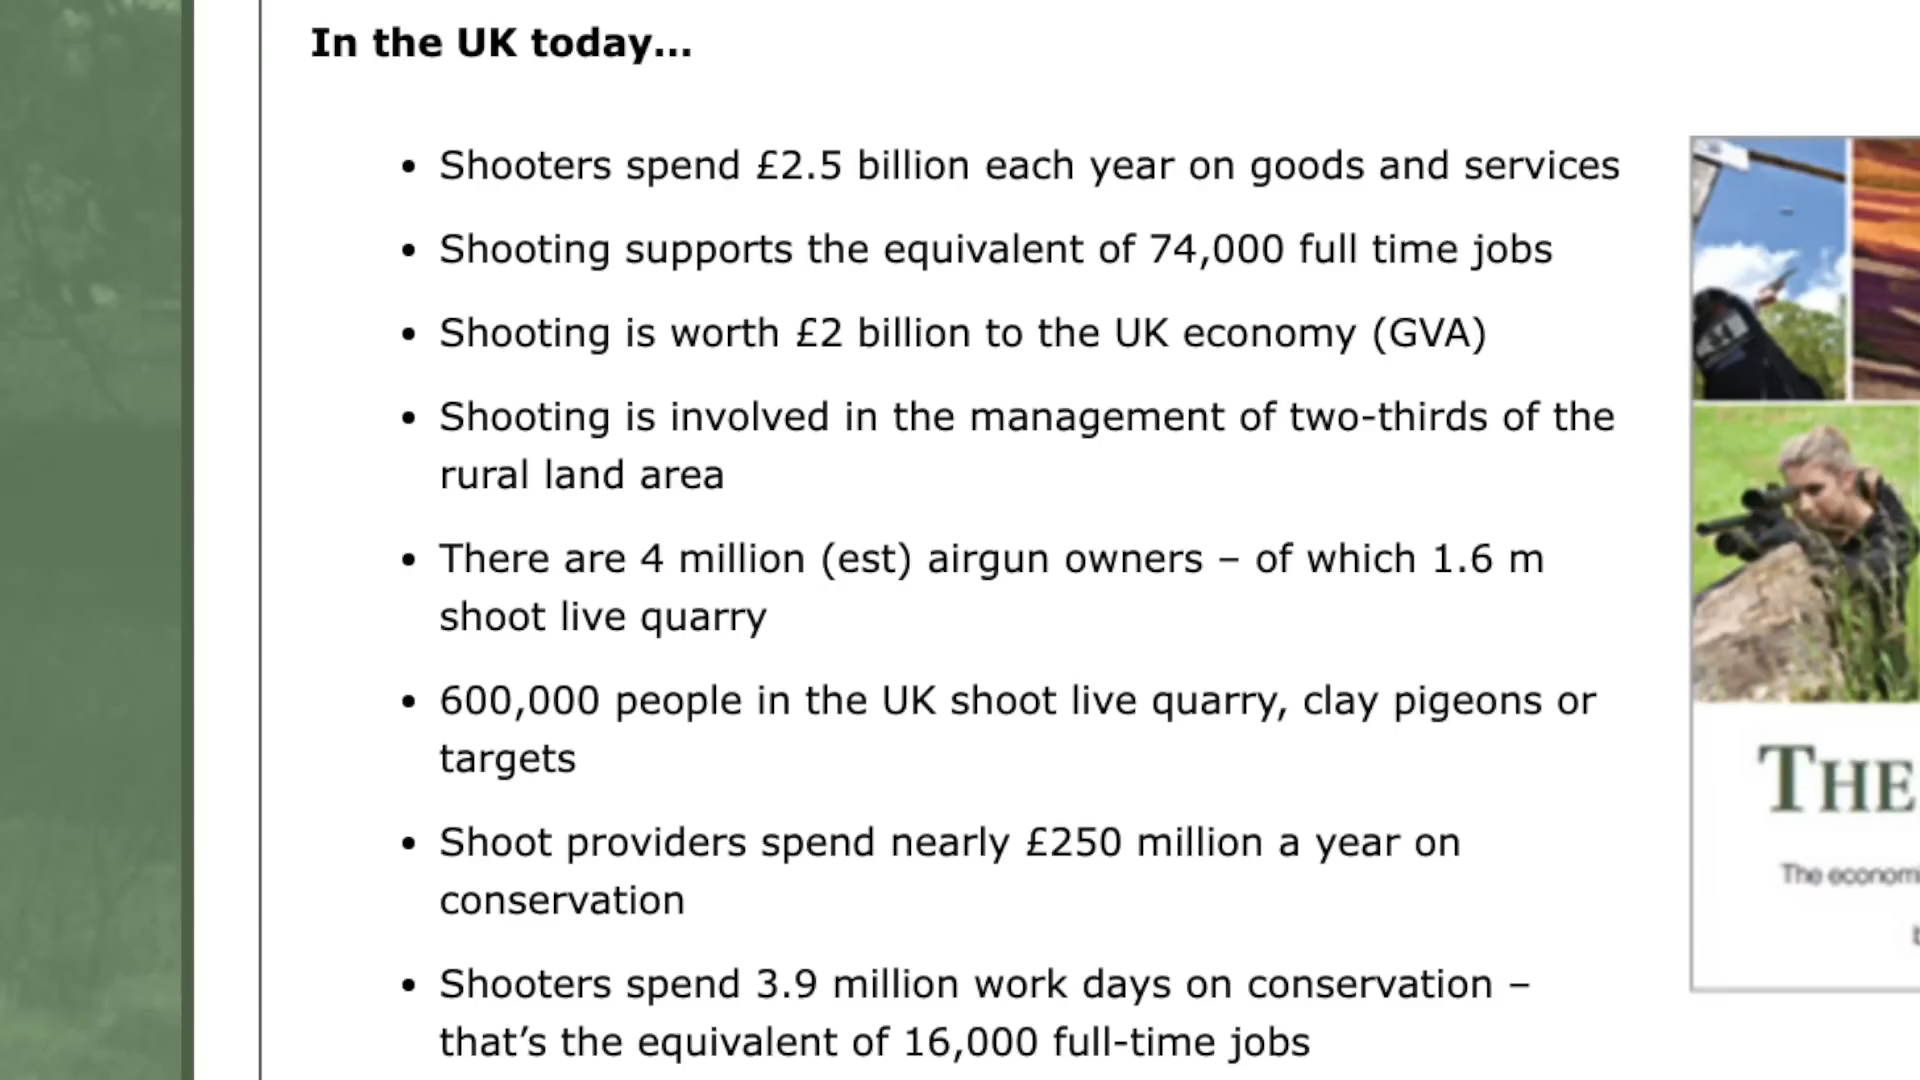 In the UK today...
• Shooters spend £2.5 billion each year on goods and services
• Shooting supports the equivalent of 74,000 full time jobs
• Shooting is worth £2 billion to the UK economy (GVA)
• Shooting is involved in the management of two-thirds of the
rural land area
• There are 4 million (est) airgun owners – of which 1.6 m
shoot live quarry
• 600,000 people in the UK shoot live quarry, clay pigeons or
targets
• Shoot providers spend nearly £250 million a year on
conservation
• Shooters spend 3.9 million work days on conservation –
that’s the equivalent of 16,000 full-time jobs
THE
The